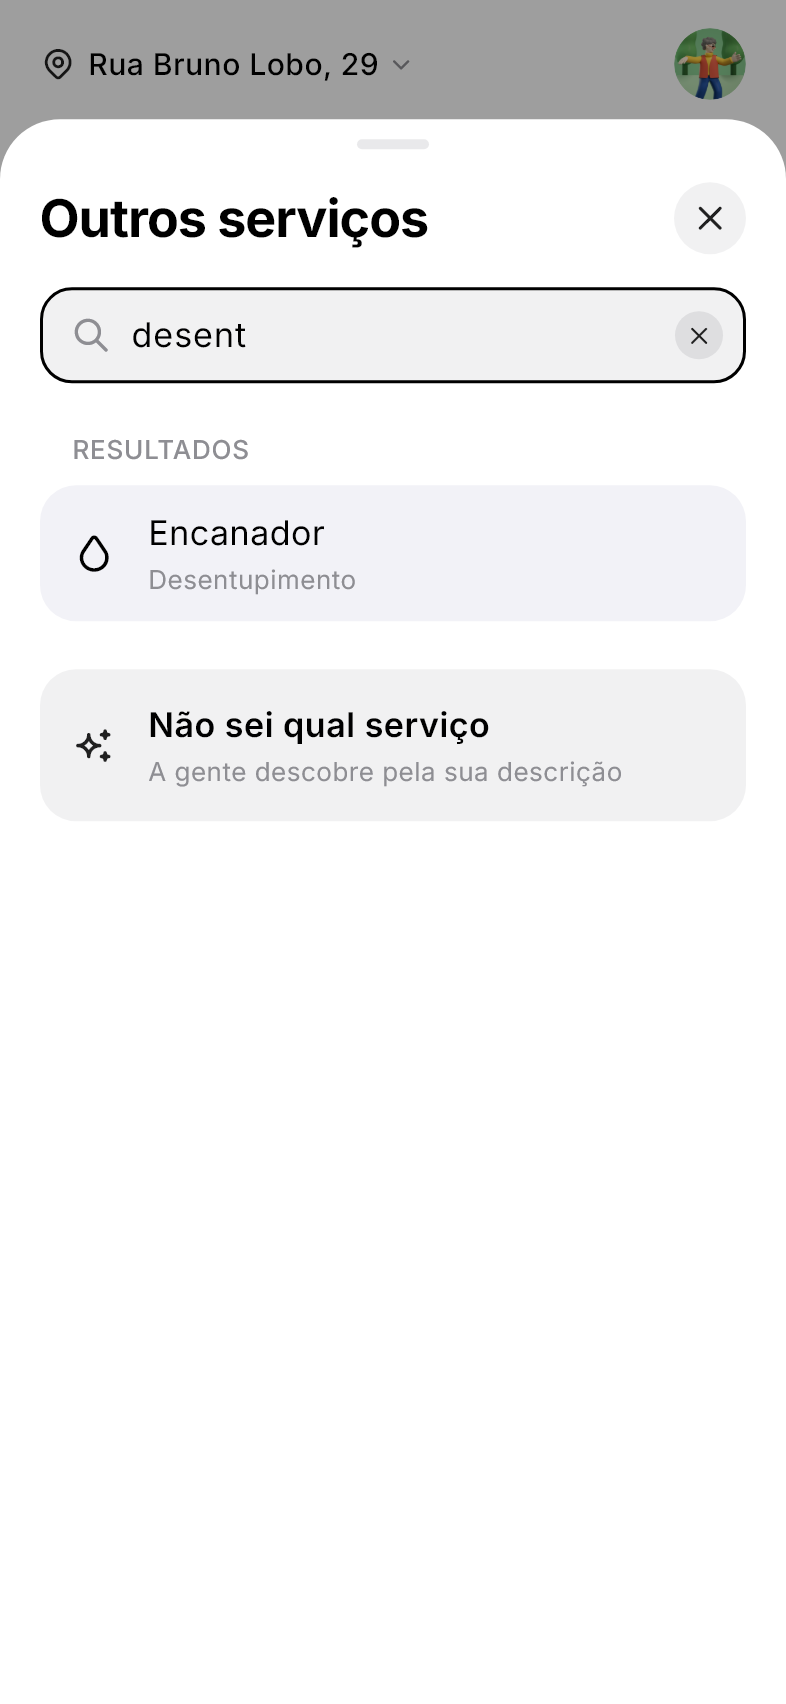 Rua Bruno Lobo, 29
Outros serviços
desent
RESULTADOS
Encanador
Desentupimento
Não sei qual serviço
A gente descobre pela sua descrição